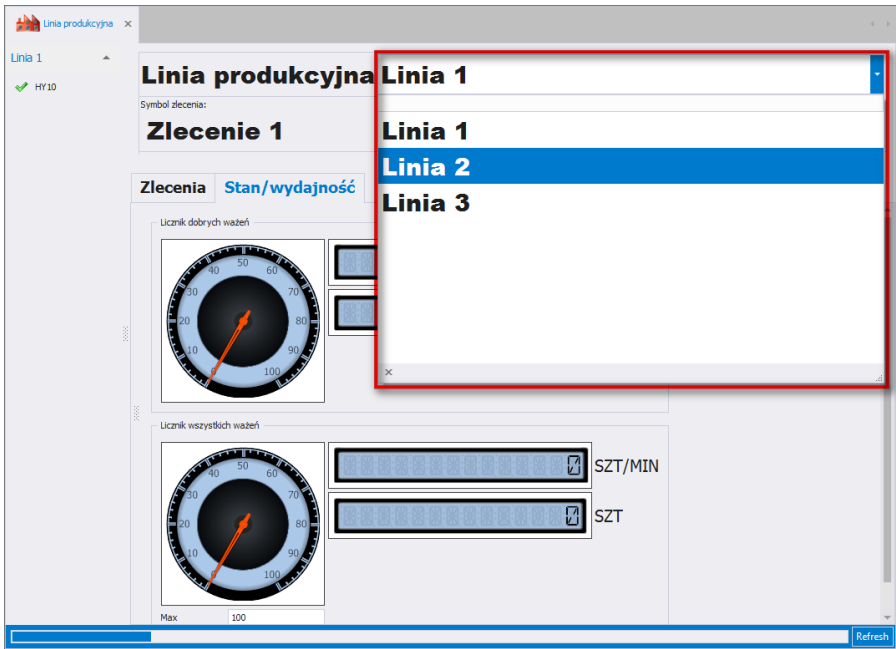 Linia produkcyjna
Linia 1
HY10
Linia produkcyjna Linia 1
Symbol zlecenia:
Zlecenie 1
Linia 1
Linia 2
Linia 3
Zlecenia Stan/wydajność
Licznik dobrych ważeń
0 10 20 30 40 50 60 70 80 90 100
Licznik wszystkich ważeń
0 10 20 30 40 50 60 70 80 90 100
0 SZT/MIN
0 SZT
Max 100
Refresh